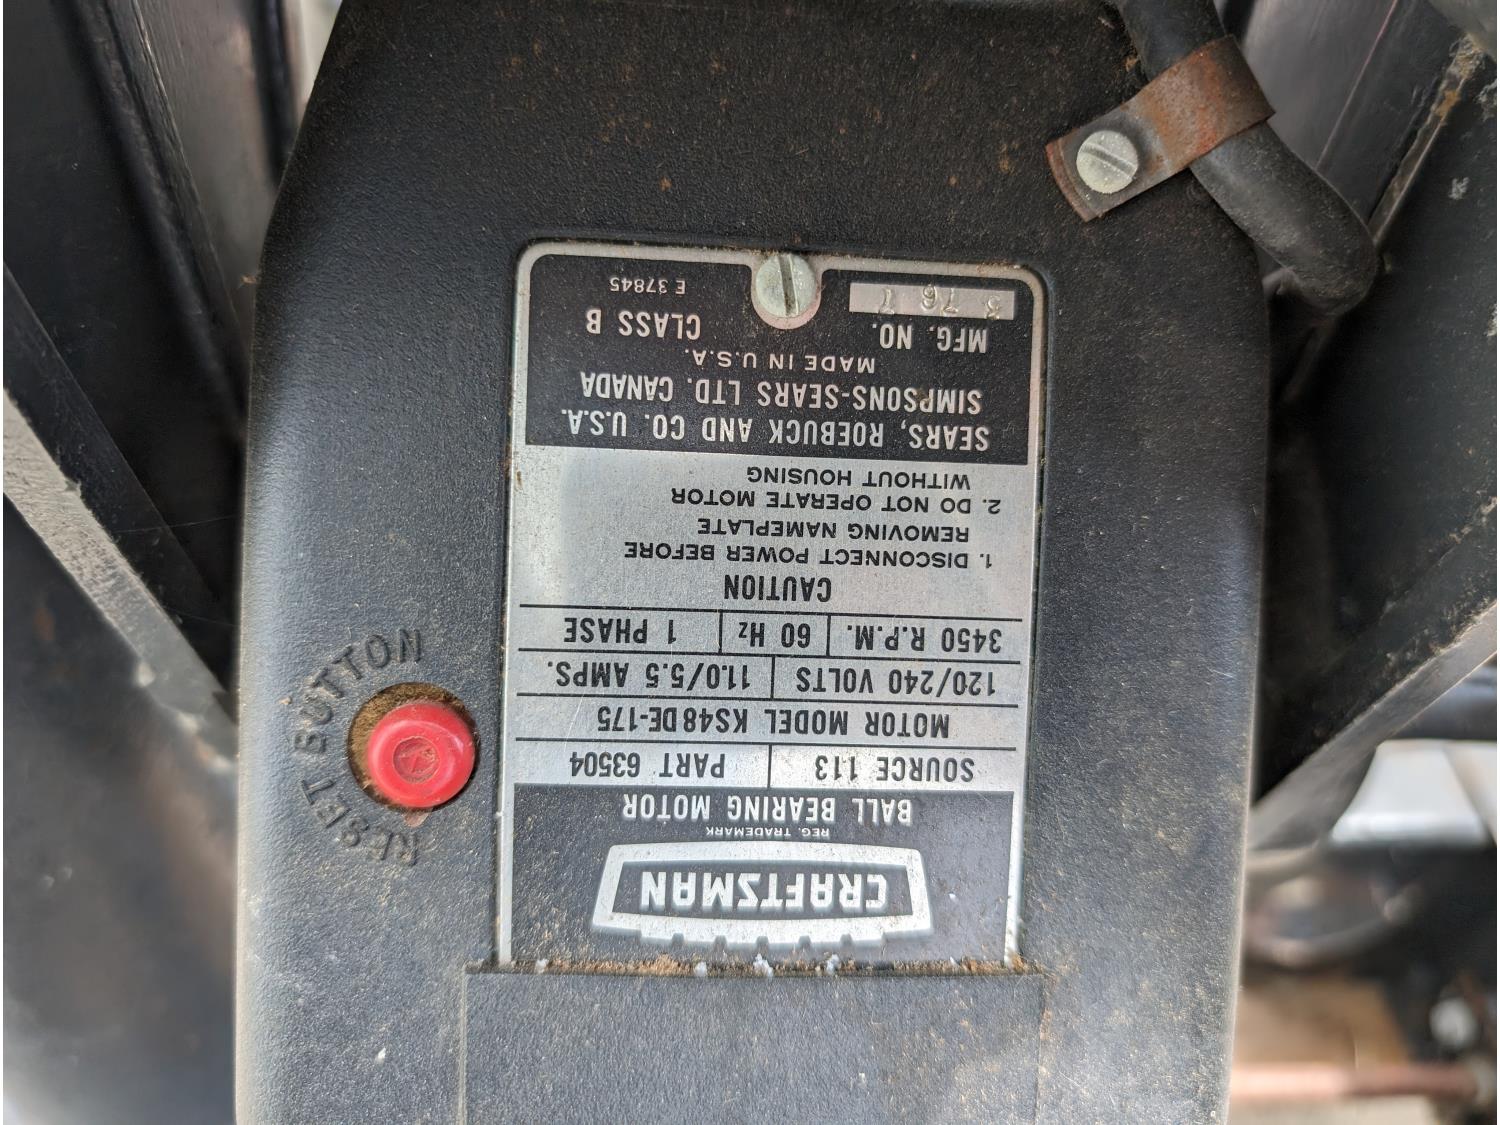 CRAFTSMAN
REG. TRADEMARK
BALL BEARING MOTOR
SOURCE 113 PART 63504
MOTOR MODEL KS48DE-175
120/240 VOLTS 11.0/5.5 AMPS.
3450 R.P.M. 60 Hz 1 PHASE
CAUTION
1. DISCONNECT POWER BEFORE
REMOVING NAMEPLATE
2. DO NOT OPERATE MOTOR
WITHOUT HOUSING
SEARS, ROEBUCK AND CO. U.S.A.
SIMPSONS-SEARS LTD. CANADA
MADE IN U.S.A.
MFG. NO. CLASS B
E 37845
RESET BUTTON